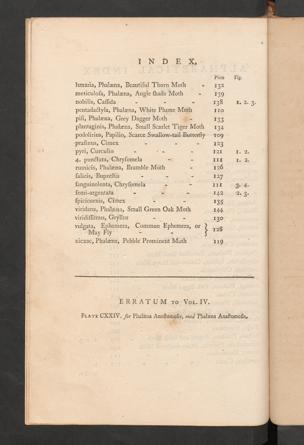 INDEX.
Plate Fig.
lunaria, Phalæna, Beautiful Thorn Moth - 132
meticulosa, Phalæna, Angle shade Moth - 139
nobilis, Cassida - - - 138 1. 2. 3.
pentadactyla, Phalæna, White Plume Moth 110
psi, Phalæna, Grey Dagger Moth - 133
plantaginis, Phalæna, Small Scarlet Tiger Moth 134
podolirius, Papilio, Scarce Swallow-tail Butterfly 109
prasinus, Cimex - - - 123
pyri, Curculio - - - 121 1. 2.
4. punctata, Chrysomela - - 111 1. 2.
rumicis, Phalæna, Bramble Moth - 136
salicis, Buprestis - - - 127
sanguinolenta, Chrysomela - - 111 3. 4.
semi-argentata - - - 142 2. 3.
spiricornis, Cimex - - 135
viridana, Phalæna, Small Green Oak Moth 144
viridissimus, Gryllus - - 130
vulgata, Ephemera, Common Ephemera, or
May Fly - - } 128
ziczac, Phalæna, Pebble Prominent Moth 119
ERRATUM TO VOL. IV.
PLATE CXXIV. for Phalæna Anastomosis, read Phalæna Anastomosis.